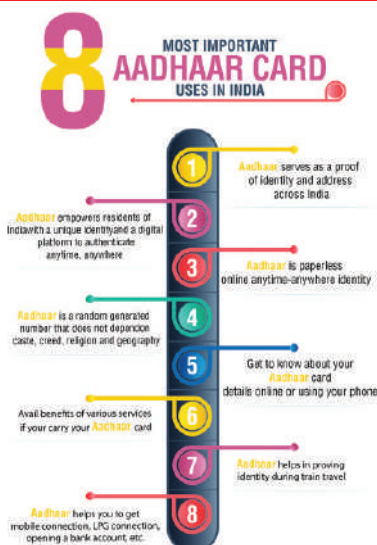 8
MOST IMPORTANT
AADHAAR CARD
USES IN INDIA
1
Aadhaar serves as a proof
of identity and address
across India
2
Aadhaar empowers residents of
Indiawith a unique identityand a digital
platform to authenticate
anytime, anywhere
3
Aadhaar is paperless
online anytime-anywhere identity
4
Aadhaar is a random generated
number that does not dependon
caste, creed, religion and geography
5
Get to know about your
Aadhaar card
details online or using your phone
6
Avail benefits of various services
if your carry your Aadhaar card
7
Aadhaar helps in proving
identity during train travel
8
Aadhaar helps you to get
mobile connection, LPG connection,
opening a bank account, etc.